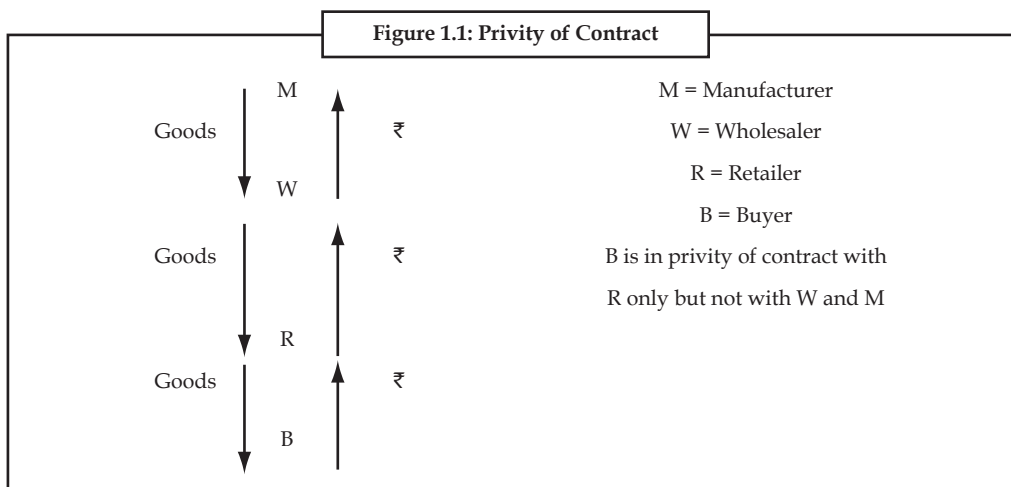 Figure 1.1: Privity of Contract
M
M = Manufacturer
Goods
₹
W = Wholesaler
R = Retailer
W
B = Buyer
Goods
₹
B is in privity of contract with
R only but not with W and M
R
Goods
₹
B